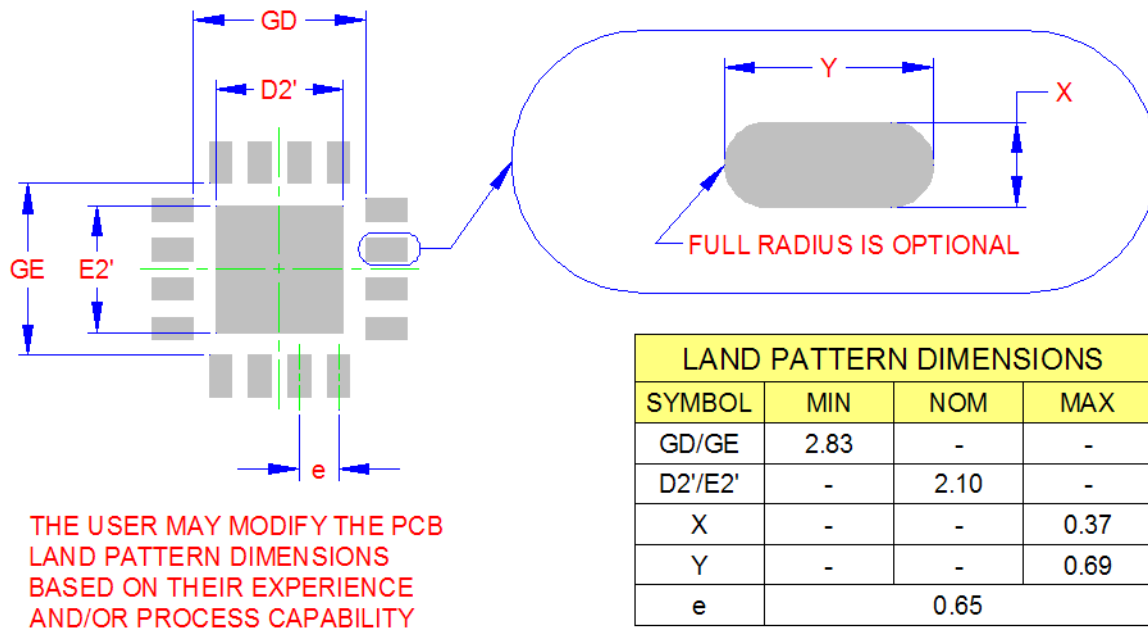 GD
D2'
GE
E2'
e
Y
X
FULL RADIUS IS OPTIONAL
THE USER MAY MODIFY THE PCB
LAND PATTERN DIMENSIONS
BASED ON THEIR EXPERIENCE
AND/OR PROCESS CAPABILITY
LAND PATTERN DIMENSIONS
SYMBOL MIN NOM MAX
GD/GE 2.83 - -
D2'/E2' - 2.10 -
X - - 0.37
Y - - 0.69
e 0.65